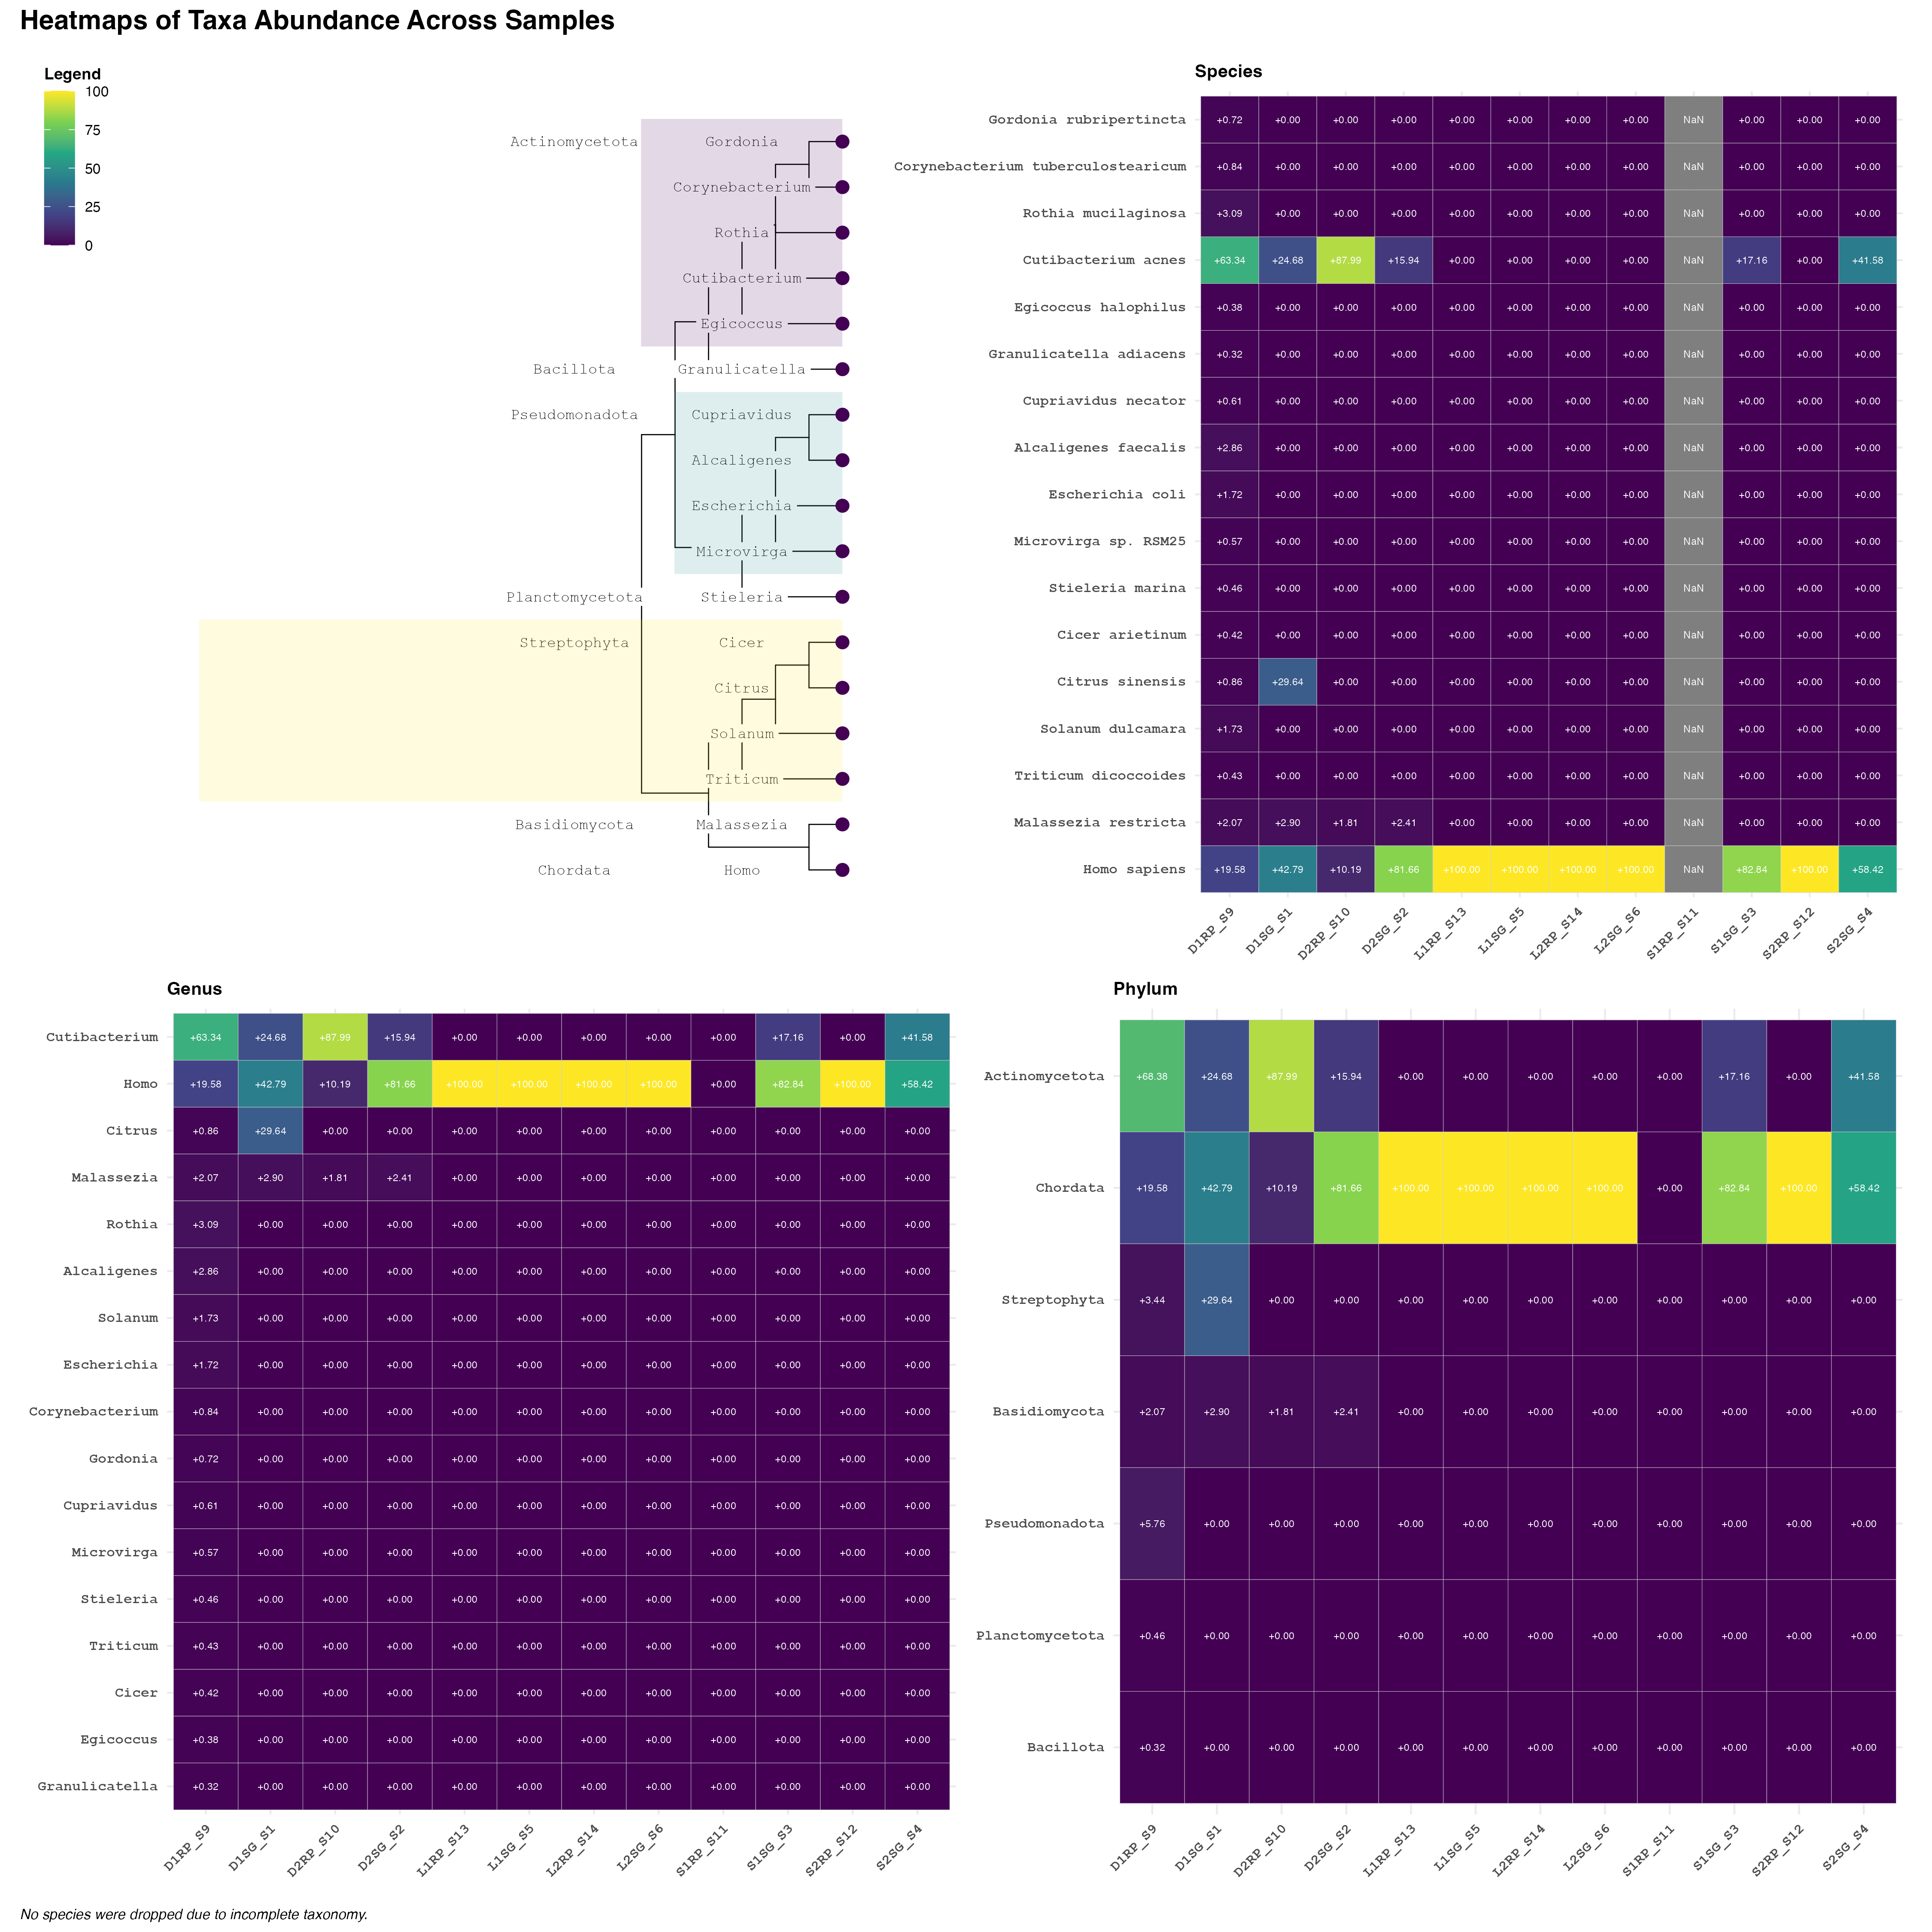 Heatmaps of Taxa Abundance Across Samples
Legend
100
75
50
25
0
Actinomycetota Gordonia
Corynebacterium
Rothia
Cutibacterium
Egicoccus
Bacillota Granulicatella
Pseudomonadota Cupriavidus
Alcaligenes
Escherichia
Microvirga
Planctomycetota Stieleria
Streptophyta Cicer
Citrus
Solanum
Triticum
Basidiomycota Malassezia
Chordata Homo
Species
Gordonia rubripertincta +0.72 +0.00 +0.00 +0.00 +0.00 +0.00 +0.00 +0.00 NaN +0.00 +0.00 +0.00
Corynebacterium tuberculostearicum +0.84 +0.00 +0.00 +0.00 +0.00 +0.00 +0.00 +0.00 NaN +0.00 +0.00 +0.00
Rothia mucilaginosa +3.09 +0.00 +0.00 +0.00 +0.00 +0.00 +0.00 +0.00 NaN +0.00 +0.00 +0.00
Cutibacterium acnes +63.34 +24.68 +87.99 +15.94 +0.00 +0.00 +0.00 +0.00 NaN +17.16 +0.00 +41.58
Egicoccus halophilus +0.38 +0.00 +0.00 +0.00 +0.00 +0.00 +0.00 +0.00 NaN +0.00 +0.00 +0.00
Granulicatella adiacens +0.32 +0.00 +0.00 +0.00 +0.00 +0.00 +0.00 +0.00 NaN +0.00 +0.00 +0.00
Cupriavidus necator +0.61 +0.00 +0.00 +0.00 +0.00 +0.00 +0.00 +0.00 NaN +0.00 +0.00 +0.00
Alcaligenes faecalis +2.86 +0.00 +0.00 +0.00 +0.00 +0.00 +0.00 +0.00 NaN +0.00 +0.00 +0.00
Escherichia coli +1.72 +0.00 +0.00 +0.00 +0.00 +0.00 +0.00 +0.00 NaN +0.00 +0.00 +0.00
Microvirga sp. RSM25 +0.57 +0.00 +0.00 +0.00 +0.00 +0.00 +0.00 +0.00 NaN +0.00 +0.00 +0.00
Stieleria marina +0.46 +0.00 +0.00 +0.00 +0.00 +0.00 +0.00 +0.00 NaN +0.00 +0.00 +0.00
Cicer arietinum +0.42 +0.00 +0.00 +0.00 +0.00 +0.00 +0.00 +0.00 NaN +0.00 +0.00 +0.00
Citrus sinensis +0.86 +29.64 +0.00 +0.00 +0.00 +0.00 +0.00 +0.00 NaN +0.00 +0.00 +0.00
Solanum dulcamara +1.73 +0.00 +0.00 +0.00 +0.00 +0.00 +0.00 +0.00 NaN +0.00 +0.00 +0.00
Triticum dicoccoides +0.43 +0.00 +0.00 +0.00 +0.00 +0.00 +0.00 +0.00 NaN +0.00 +0.00 +0.00
Malassezia restricta +2.07 +2.90 +1.81 +2.41 +0.00 +0.00 +0.00 +0.00 NaN +0.00 +0.00 +0.00
Homo sapiens +19.58 +42.79 +10.19 +81.66 +100.00 +100.00 +100.00 +100.00 NaN +82.84 +100.00 +58.42
D1RP_S9 D1SG_S1 D2RP_S10 D2SG_S2 L1RP_S13 L1SG_S5 L2RP_S14 L2SG_S6 S1RP_S11 S1SG_S3 S2RP_S12 S2SG_S4
Genus
Cutibacterium +63.34 +24.68 +87.99 +15.94 +0.00 +0.00 +0.00 +0.00 +0.00 +17.16 +0.00 +41.58
Homo +19.58 +42.79 +10.19 +81.66 +100.00 +100.00 +100.00 +100.00 +0.00 +82.84 +100.00 +58.42
Citrus +0.86 +29.64 +0.00 +0.00 +0.00 +0.00 +0.00 +0.00 +0.00 +0.00 +0.00 +0.00
Malassezia +2.07 +2.90 +1.81 +2.41 +0.00 +0.00 +0.00 +0.00 +0.00 +0.00 +0.00 +0.00
Rothia +3.09 +0.00 +0.00 +0.00 +0.00 +0.00 +0.00 +0.00 +0.00 +0.00 +0.00 +0.00
Alcaligenes +2.86 +0.00 +0.00 +0.00 +0.00 +0.00 +0.00 +0.00 +0.00 +0.00 +0.00 +0.00
Solanum +1.73 +0.00 +0.00 +0.00 +0.00 +0.00 +0.00 +0.00 +0.00 +0.00 +0.00 +0.00
Escherichia +1.72 +0.00 +0.00 +0.00 +0.00 +0.00 +0.00 +0.00 +0.00 +0.00 +0.00 +0.00
Corynebacterium +0.84 +0.00 +0.00 +0.00 +0.00 +0.00 +0.00 +0.00 +0.00 +0.00 +0.00 +0.00
Gordonia +0.72 +0.00 +0.00 +0.00 +0.00 +0.00 +0.00 +0.00 +0.00 +0.00 +0.00 +0.00
Cupriavidus +0.61 +0.00 +0.00 +0.00 +0.00 +0.00 +0.00 +0.00 +0.00 +0.00 +0.00 +0.00
Microvirga +0.57 +0.00 +0.00 +0.00 +0.00 +0.00 +0.00 +0.00 +0.00 +0.00 +0.00 +0.00
Stieleria +0.46 +0.00 +0.00 +0.00 +0.00 +0.00 +0.00 +0.00 +0.00 +0.00 +0.00 +0.00
Triticum +0.43 +0.00 +0.00 +0.00 +0.00 +0.00 +0.00 +0.00 +0.00 +0.00 +0.00 +0.00
Cicer +0.42 +0.00 +0.00 +0.00 +0.00 +0.00 +0.00 +0.00 +0.00 +0.00 +0.00 +0.00
Egicoccus +0.38 +0.00 +0.00 +0.00 +0.00 +0.00 +0.00 +0.00 +0.00 +0.00 +0.00 +0.00
Granulicatella +0.32 +0.00 +0.00 +0.00 +0.00 +0.00 +0.00 +0.00 +0.00 +0.00 +0.00 +0.00
D1RP_S9 D1SG_S1 D2RP_S10 D2SG_S2 L1RP_S13 L1SG_S5 L2RP_S14 L2SG_S6 S1RP_S11 S1SG_S3 S2RP_S12 S2SG_S4
Phylum
Actinomycetota +68.38 +24.68 +87.99 +15.94 +0.00 +0.00 +0.00 +0.00 +0.00 +17.16 +0.00 +41.58
Chordata +19.58 +42.79 +10.19 +81.66 +100.00 +100.00 +100.00 +100.00 +0.00 +82.84 +100.00 +58.42
Streptophyta +3.44 +29.64 +0.00 +0.00 +0.00 +0.00 +0.00 +0.00 +0.00 +0.00 +0.00 +0.00
Basidiomycota +2.07 +2.90 +1.81 +2.41 +0.00 +0.00 +0.00 +0.00 +0.00 +0.00 +0.00 +0.00
Pseudomonadota +5.76 +0.00 +0.00 +0.00 +0.00 +0.00 +0.00 +0.00 +0.00 +0.00 +0.00 +0.00
Planctomycetota +0.46 +0.00 +0.00 +0.00 +0.00 +0.00 +0.00 +0.00 +0.00 +0.00 +0.00 +0.00
Bacillota +0.32 +0.00 +0.00 +0.00 +0.00 +0.00 +0.00 +0.00 +0.00 +0.00 +0.00 +0.00
D1RP_S9 D1SG_S1 D2RP_S10 D2SG_S2 L1RP_S13 L1SG_S5 L2RP_S14 L2SG_S6 S1RP_S11 S1SG_S3 S2RP_S12 S2SG_S4
No species were dropped due to incomplete taxonomy.